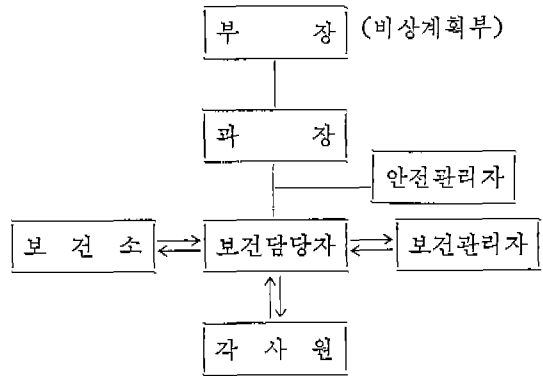 부 장 (비상계획부)
과 장
안전관리자
보 건 소 보건담당자 보건관리자
각 사 원